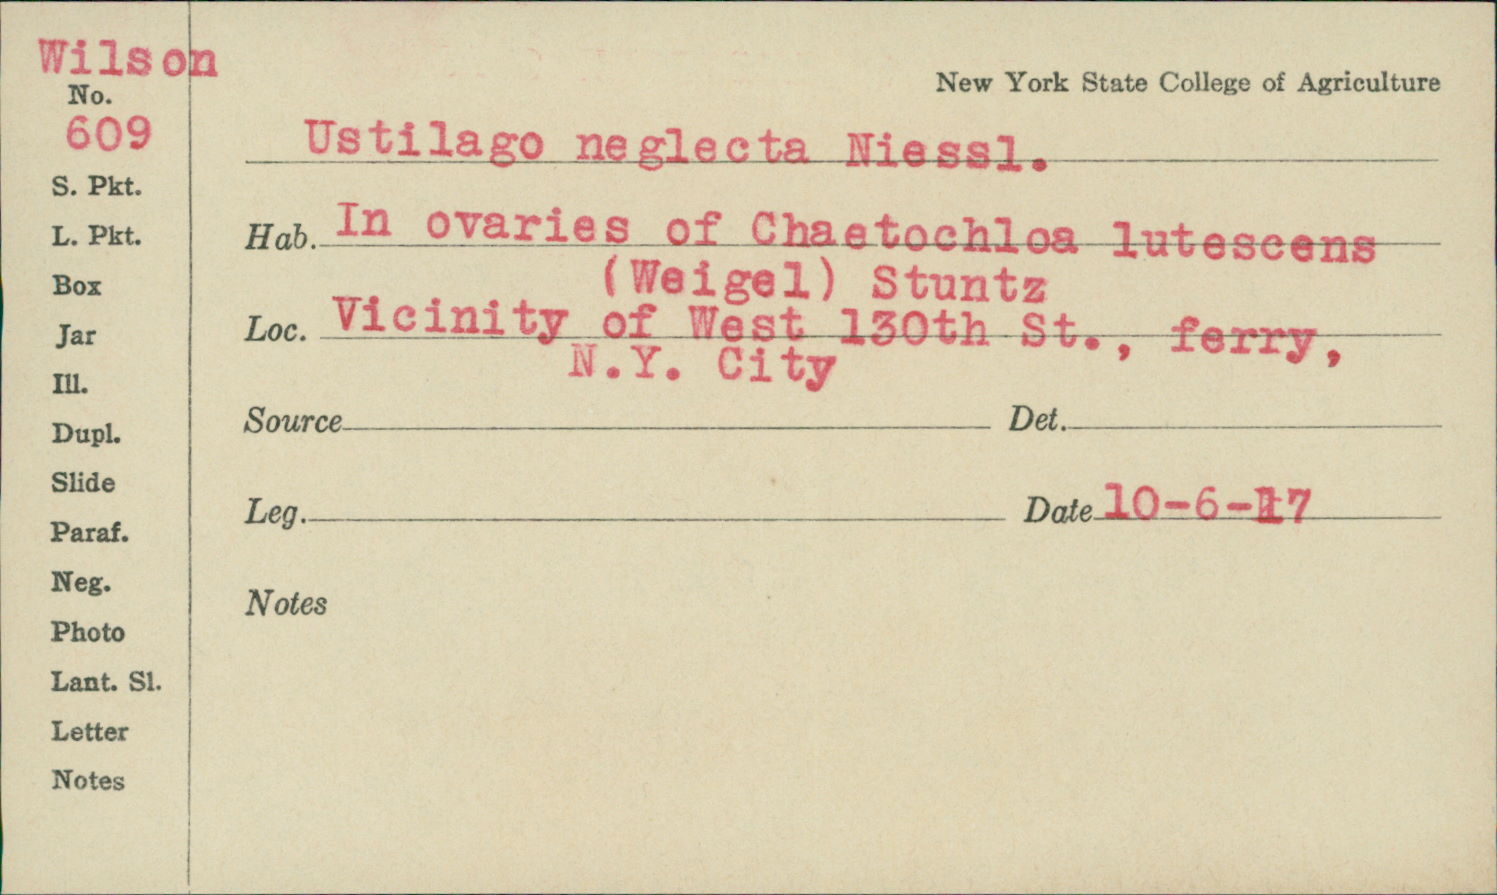 Wilson
New York State College of Agriculture
No.
609
Ustilago neglecta Niessl.
S. Pkt.
L. Pkt.
Hab. In ovaries of Chaetochloa lutescens
(Weigel) Stuntz
Box
Jar
Loc. Vicinity of West 130th St., ferry,
N.Y. City
Ill.
Dupl.
Source Det.
Slide
Paraf.
Leg. Date 10-6-17
Neg.
Notes
Photo
Lant. Sl.
Letter
Notes